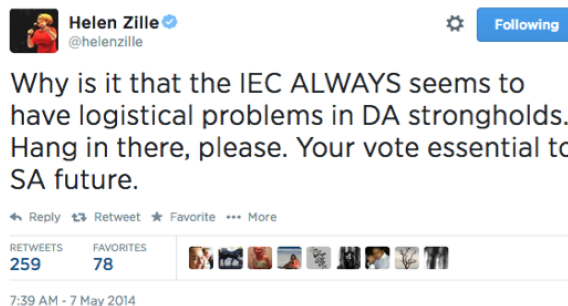 Helen Zille
@helenzille
Following
Why is it that the IEC ALWAYS seems to
have logistical problems in DA strongholds.
Hang in there, please. Your vote essential to
SA future.
Reply Retweet Favorite More
RETWEETS FAVORITES
259 78
7:39 AM - 7 May 2014